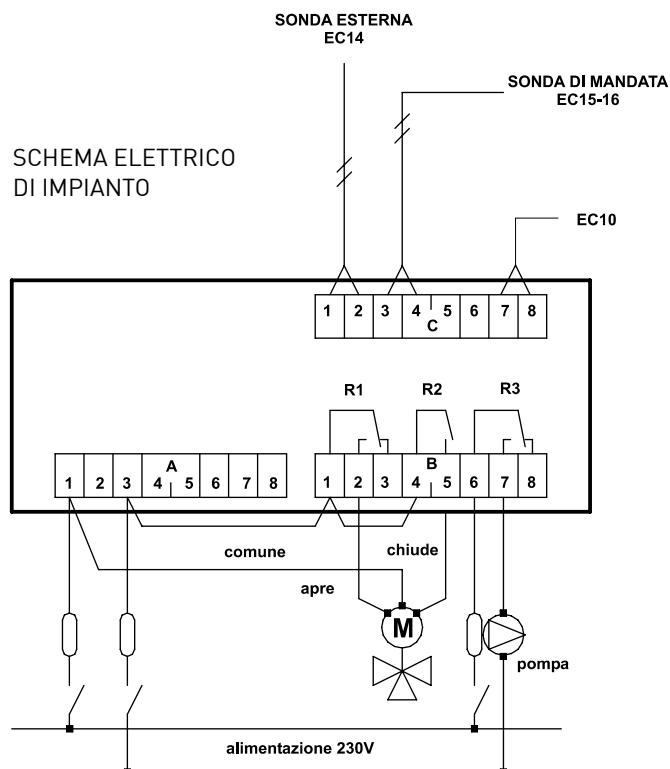 SONDA ESTERNA
EC14
SONDA DI MANDATA
EC15-16
SCHEMA ELETTRICO
DI IMPIANTO
EC10
1 2 3 4 5 6 7 8
C
R1 R2 R3
A
1 2 3 4 5 6 7 8
B
1 2 3 4 5 6 7 8
comune
chiude
apre
M
pompa
alimentazione 230V